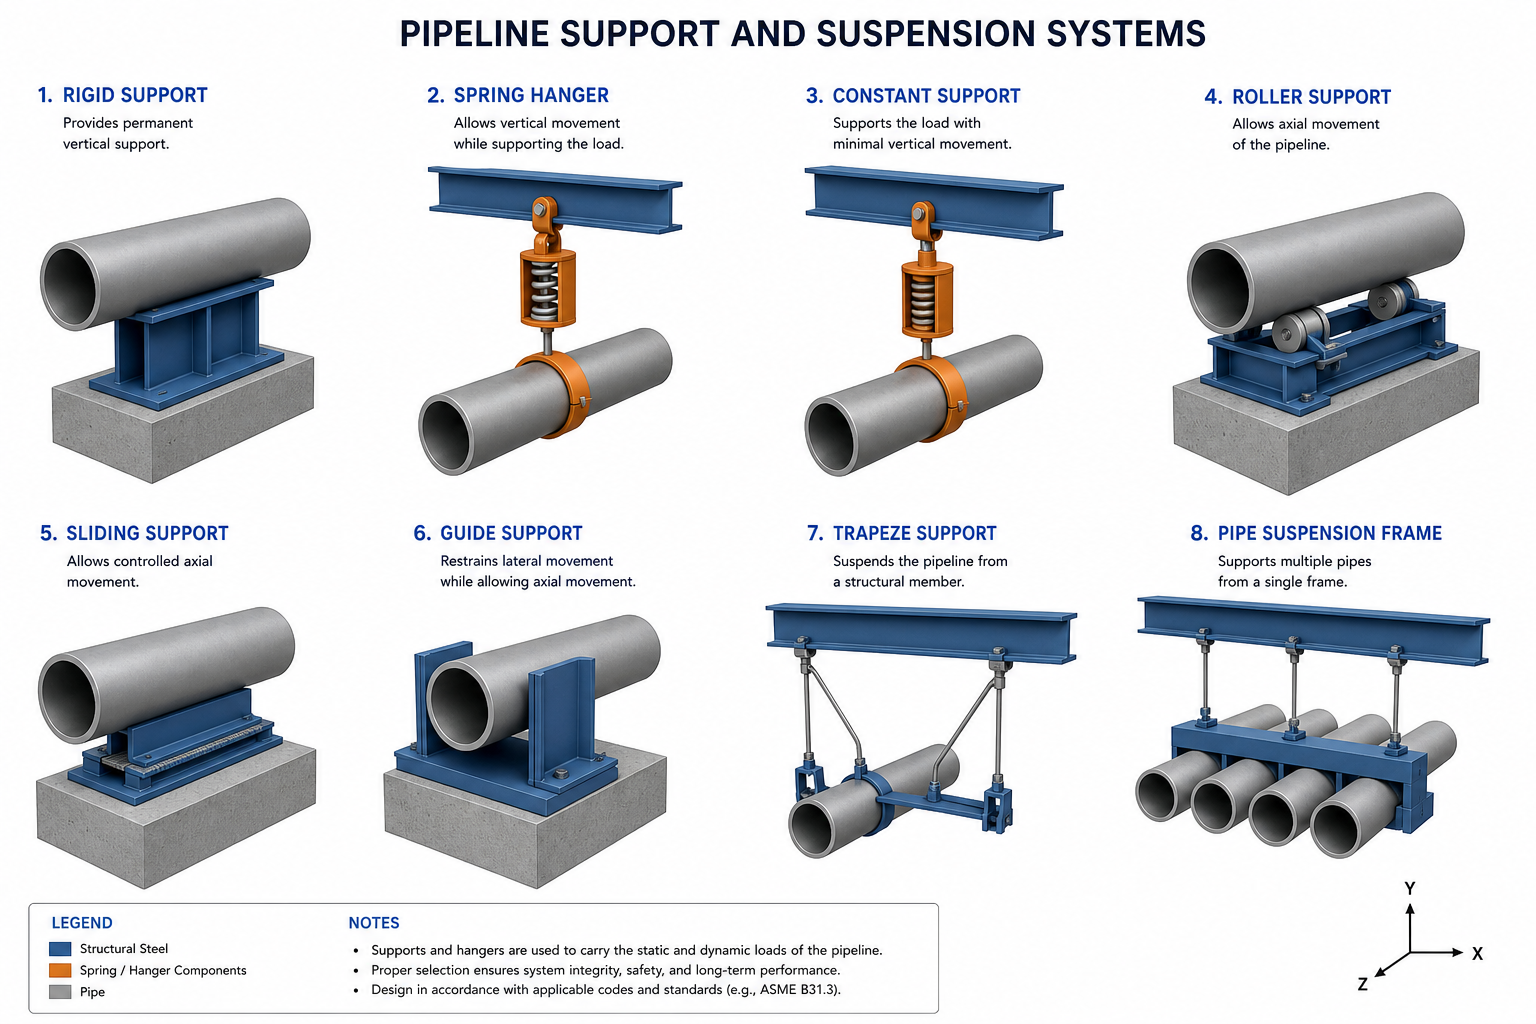 PIPELINE SUPPORT AND SUSPENSION SYSTEMS
1. RIGID SUPPORT
Provides permanent
vertical support.
2. SPRING HANGER
Allows vertical movement
while supporting the load.
3. CONSTANT SUPPORT
Supports the load with
minimal vertical movement.
4. ROLLER SUPPORT
Allows axial movement
of the pipeline.
5. SLIDING SUPPORT
Allows controlled axial
movement.
6. GUIDE SUPPORT
Restrains lateral movement
while allowing axial movement.
7. TRAPEZE SUPPORT
Suspends the pipeline from
a structural member.
8. PIPE SUSPENSION FRAME
Supports multiple pipes
from a single frame.
LEGEND
Structural Steel
Spring / Hanger Components
Pipe
NOTES
• Supports and hangers are used to carry the static and dynamic loads of the pipeline.
• Proper selection ensures system integrity, safety, and long-term performance.
• Design in accordance with applicable codes and standards (e.g., ASME B31.3).
Y
X
Z